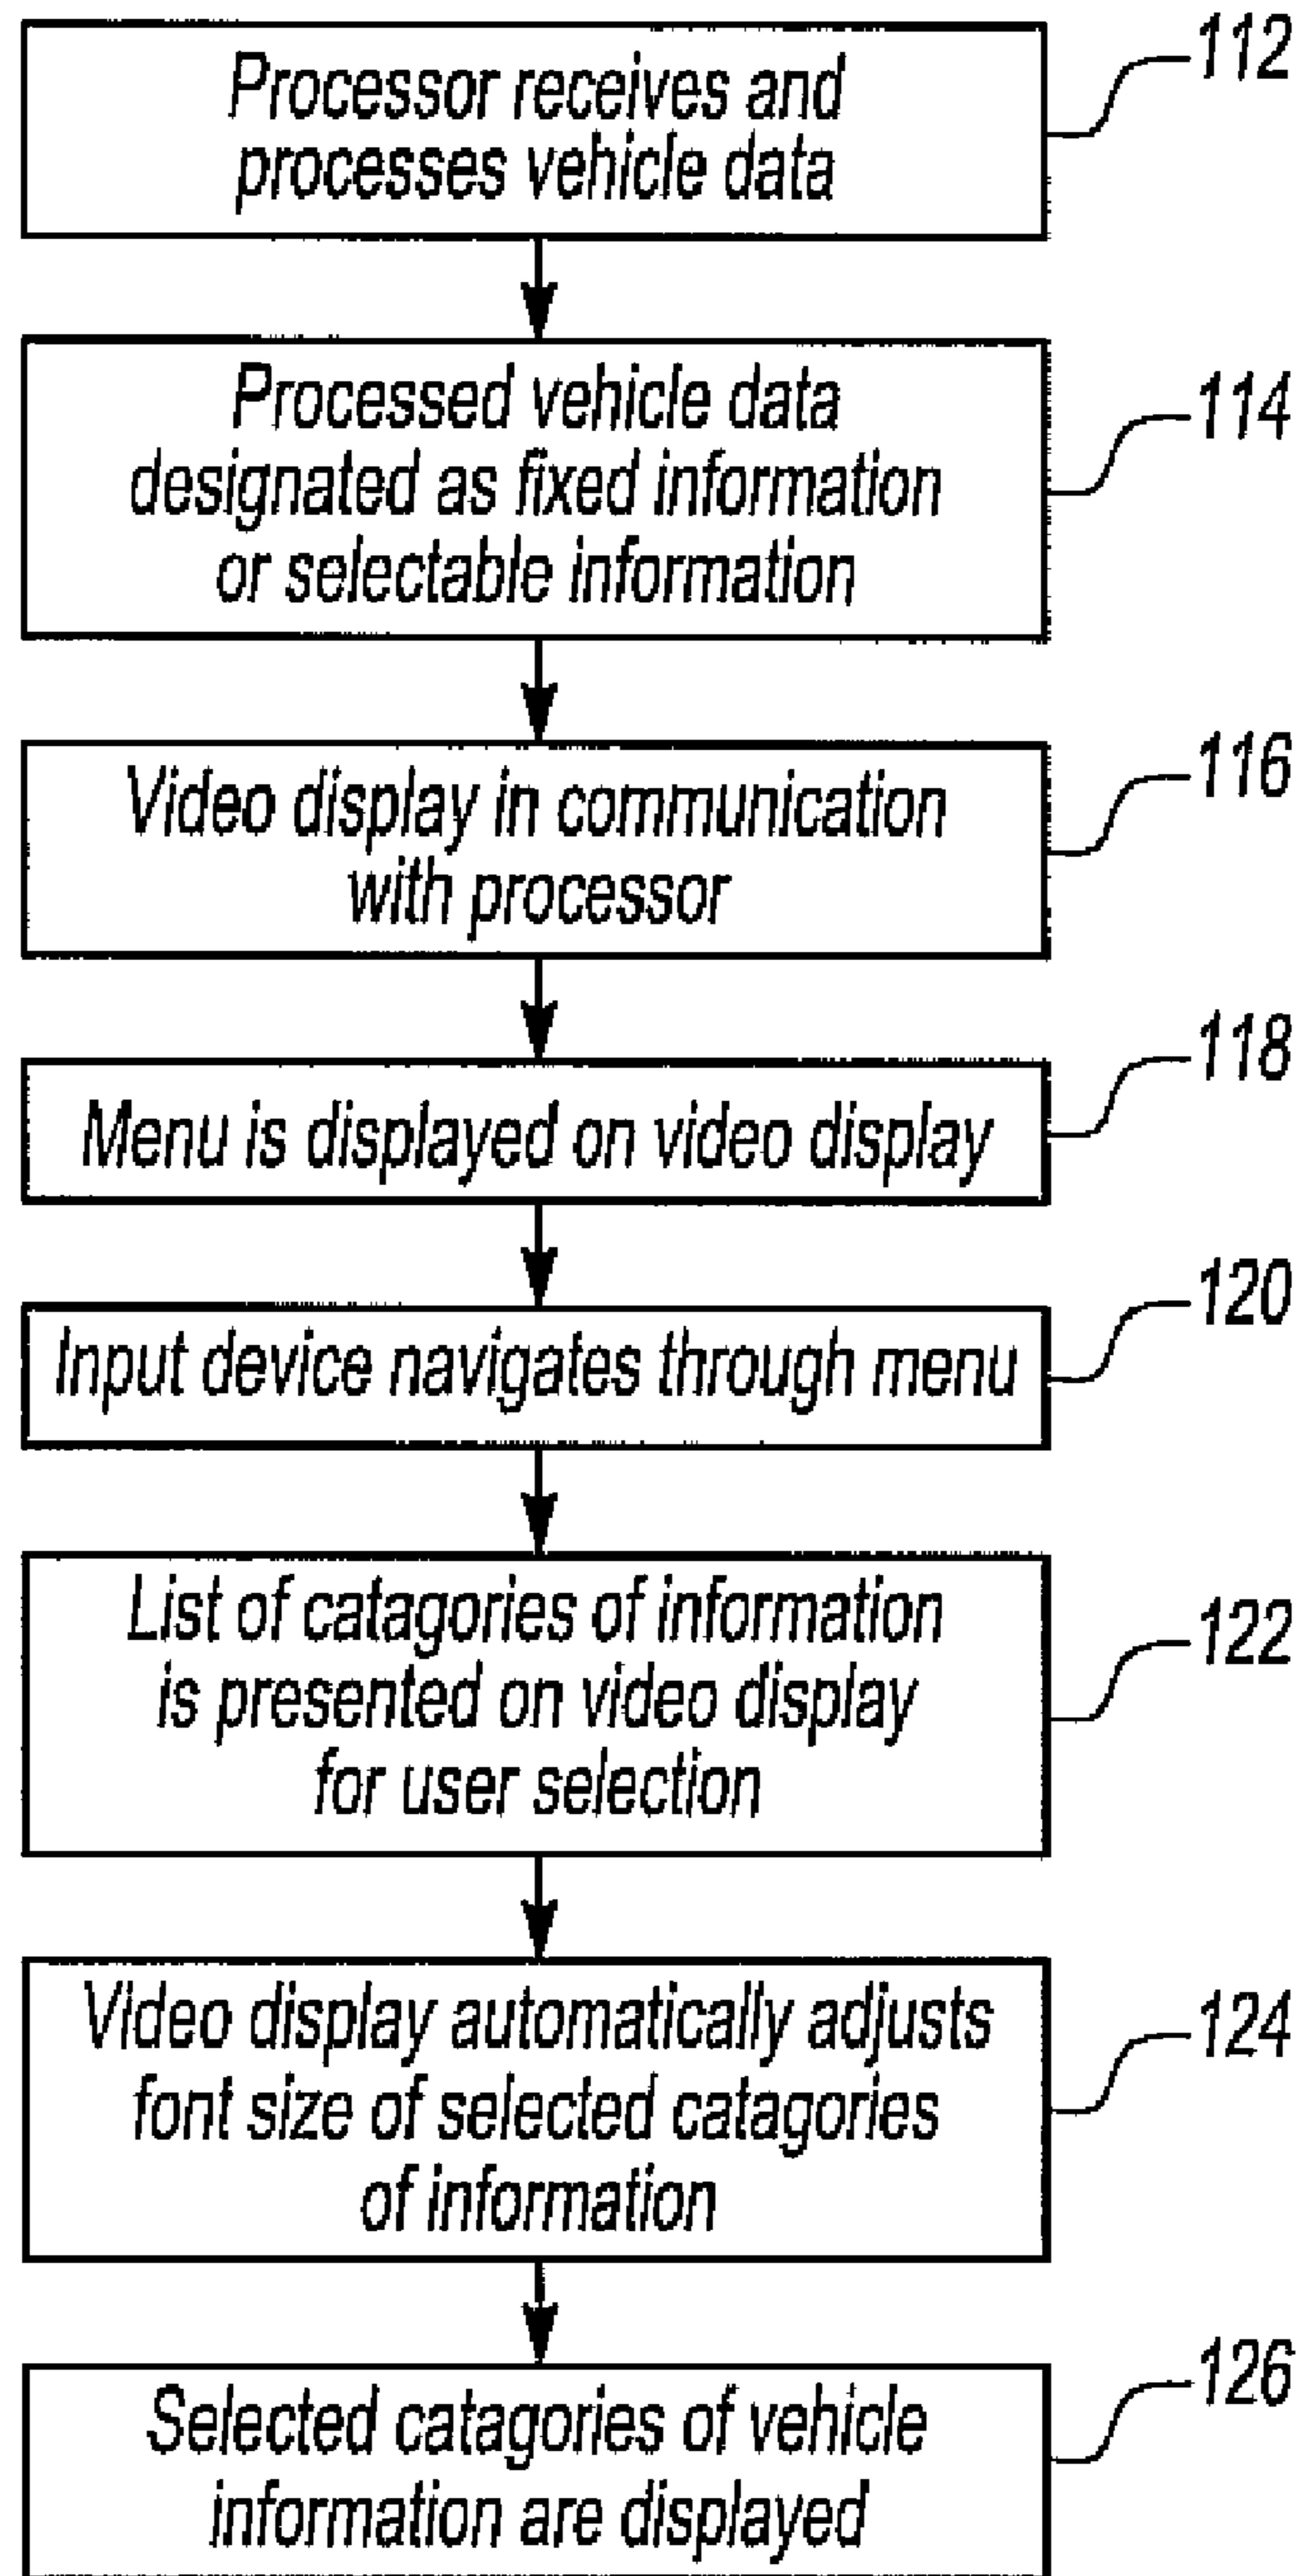 Processor receives and
processes vehicle data
112
Processed vehicle data
designated as fixed information
or selectable information
114
Video display in communication
with processor
116
Menu is displayed on video display
118
Input device navigates through menu
120
List of catagories of information
is presented on video display
for user selection
122
Video display automatically adjusts
font size of selected catagories
of information
124
Selected catagories of vehicle
information are displayed
126